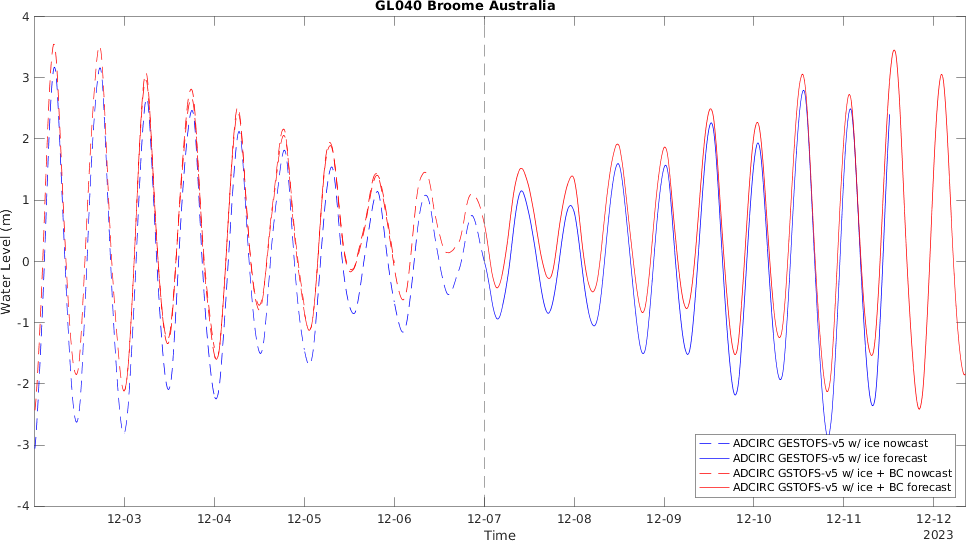 GL040 Broome Australia
4
3
2
1
0
-1
-2
-3
-4
Water Level (m)
12-03 12-04 12-05 12-06 12-07 12-08 12-09 12-10 12-11 12-12
2023
Time
ADCIRC GESTOFS-v5 w/ ice nowcast
ADCIRC GESTOFS-v5 w/ ice forecast
ADCIRC GSTOFS-v5 w/ ice + BC nowcast
ADCIRC GSTOFS-v5 w/ ice + BC forecast